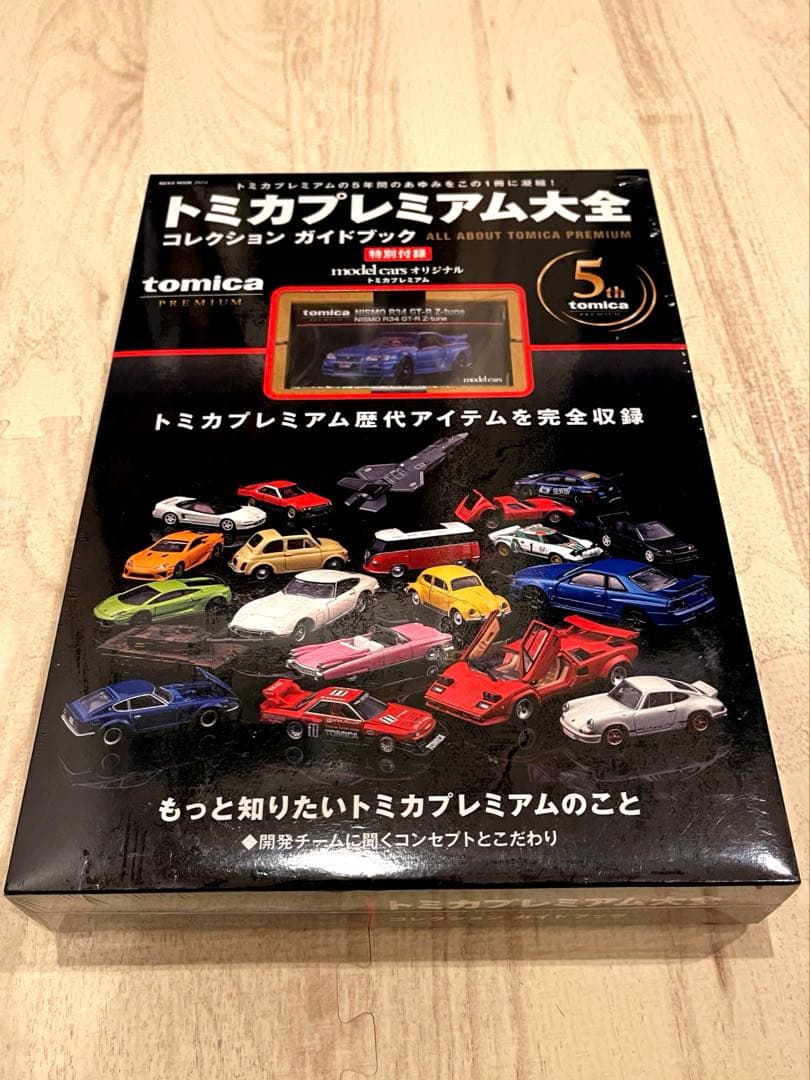 NEKO MOOK
トミカプレミアムの5年間のあゆみをこの1冊に凝縮！
トミカプレミアム大全
コレクション ガイドブック ALL ABOUT TOMICA PREMIUM
特別付録
model cars オリジナル
トミカプレミアム
tomica
PREMIUM
5th
tomica
PREMIUM
tomica NISMO R34 GT-R Z-tune
NISMO R34 GT-R Z-tune
model cars
トミカプレミアム歴代アイテムを完全収録
1
11
TOMICA
TOMICA
もっと知りたいトミカプレミアムのこと
◆開発チームに聞くコンセプトとこだわり
トミカプレミアム大全
コレクション ガイドブック